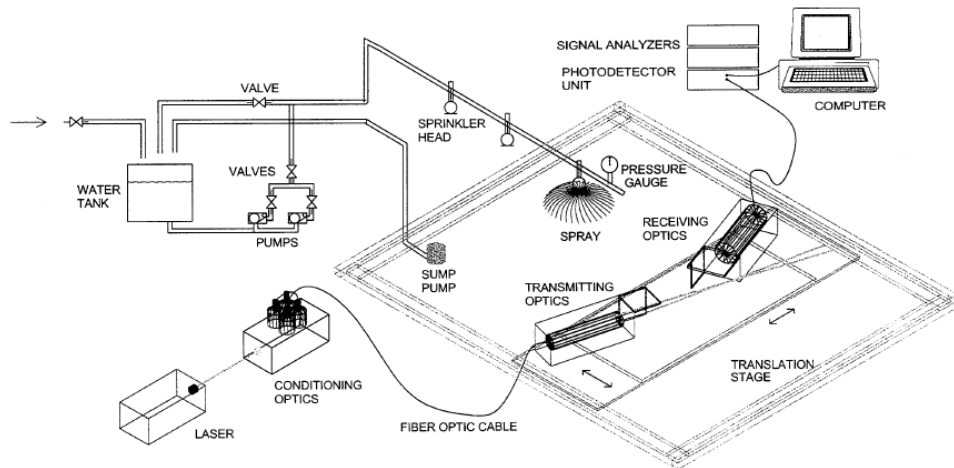 SIGNAL ANALYZERS
PHOTODETECTOR
UNIT
COMPUTER
VALVE
SPRINKLER
HEAD
WATER
TANK
VALVES
PUMPS
PRESSURE
GAUGE
SPRAY
RECEIVING
OPTICS
SUMP
PUMP
TRANSMITTING
OPTICS
CONDITIONING
OPTICS
TRANSLATION
STAGE
LASER
FIBER OPTIC CABLE